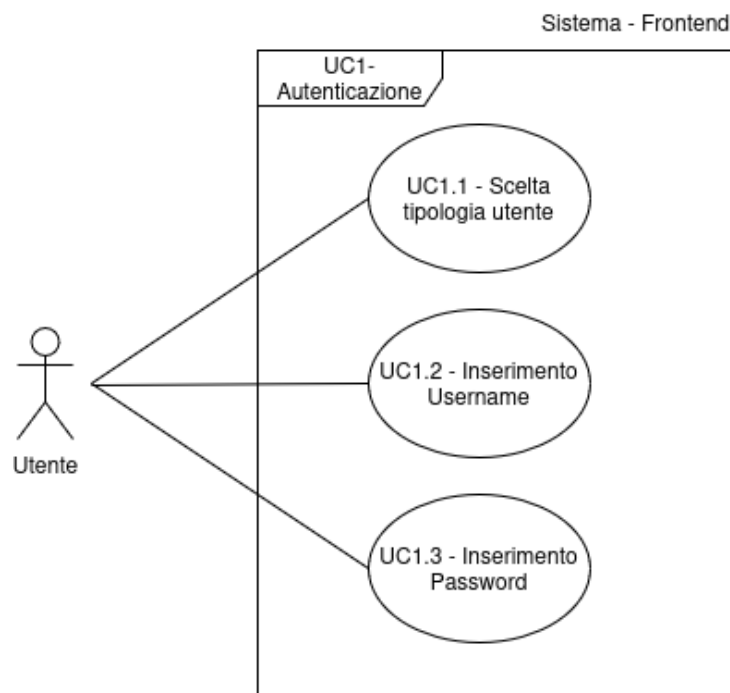 Sistema - Frontend
UC1-
Autenticazione
UC1.1 - Scelta
tipologia utente
UC1.2 - Inserimento
Username
Utente
UC1.3 - Inserimento
Password